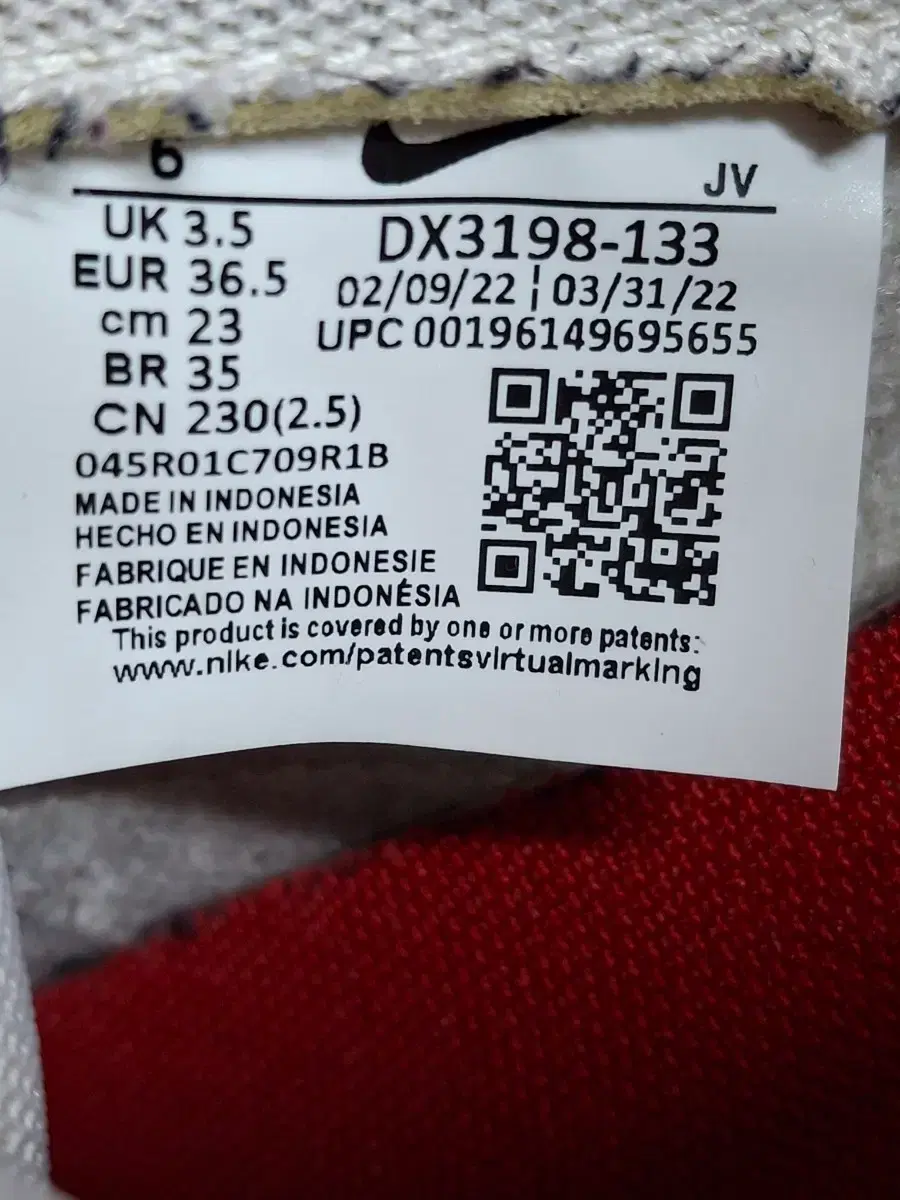 6
JV
UK 3.5
EUR 36.5
cm 23
BR 35
CN 230(2.5)
DX3198-133
02/09/22 ¦ 03/31/22
UPC 00196149695655
045R01C709R1B
MADE IN INDONESIA
HECHO EN INDONESIA
FABRIQUE EN INDONESIE
FABRICADO NA INDONÉSIA
This product is covered by one or more patents:
www.nike.com/patentsvirtualmarking